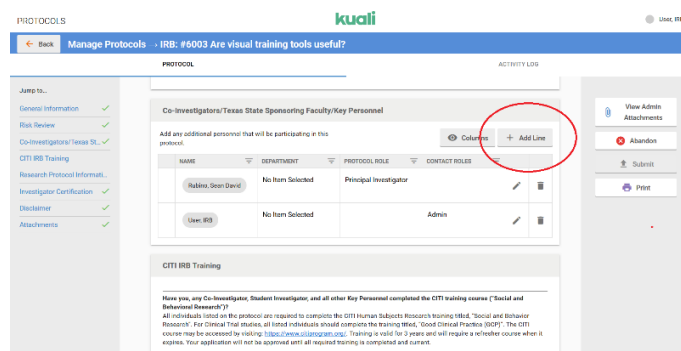 PROTOCOLS
kuali
User, IRB
← Back
Manage Protocols → IRB: #6003 Are visual training tools useful?
PROTOCOL
ACTIVITY LOG
Jump to...
General Information
Risk Review
Co-Investigators/Texas St...
CITI IRB Training
Research Protocol Informati...
Investigator Certification
Disclaimer
Attachments
Co-Investigators/Texas State Sponsoring Faculty/Key Personnel
Add any additional personnel that will be participating in this
protocol.
Columns
+ Add Line
NAME DEPARTMENT PROTOCOL ROLE CONTACT ROLES
Rubino, Sean David No Item Selected Principal Investigator
User, IRB No Item Selected Admin
CITI IRB Training
Have you, any Co-Investigator, Student Investigator, and all other Key Personnel completed the CITI training course ("Social and
Behavioral Research")?
All individuals listed on the protocol are required to complete the CITI Human Subjects Research training titled, "Social and Behavior
Research". For Clinical Trial studies, all listed individuals should complete the training titled, "Good Clinical Practice (GCP)". The CITI
course may be accessed by visiting: https://www.citiprogram.org/. Training is valid for 3 years and will require a refresher course when it
expires. Your application will not be approved until all required training is completed and current.
View Admin
Attachments
Abandon
Submit
Print